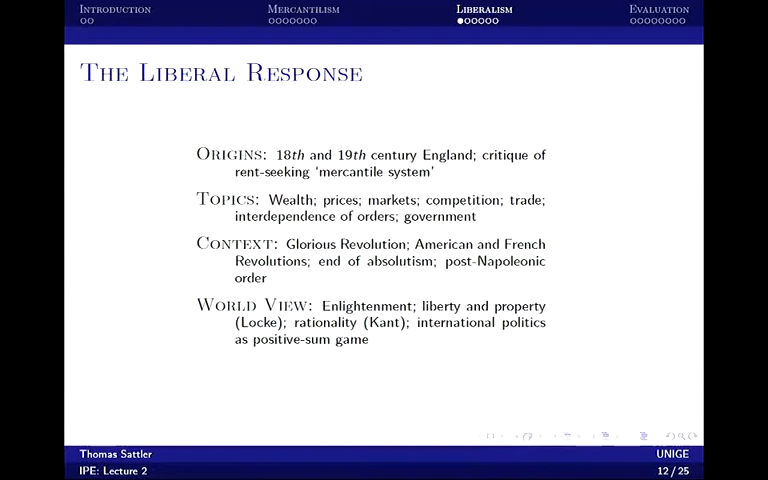 Introduction Mercantilism Liberalism Evaluation
The Liberal Response
Origins: 18th and 19th century England; critique of
rent-seeking ‘mercantile system’
Topics: Wealth; prices; markets; competition; trade;
interdependence of orders; government
Context: Glorious Revolution; American and French
Revolutions; end of absolutism; post-Napoleonic
order
World View: Enlightenment; liberty and property
(Locke); rationality (Kant); international politics
as positive-sum game
Thomas Sattler UNIGE
IPE: Lecture 2 12 / 25